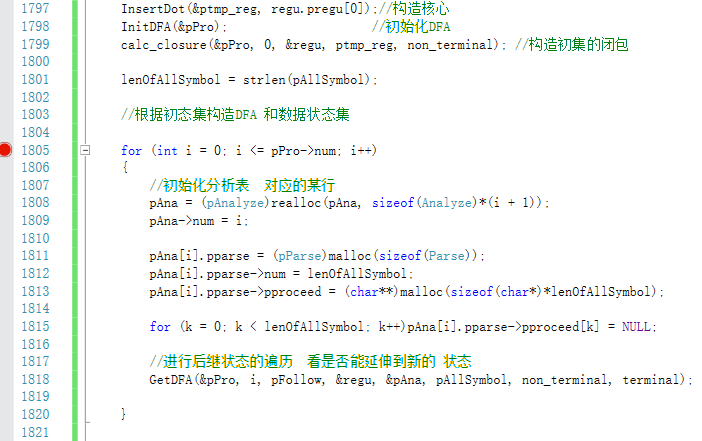 1797 InsertDot(&ptmp_reg, regu.pregu[0]);//构造核心
1798 InitDFA(&pPro); //初始化DFA
1799 calc_closure(&pPro, 0, &regu, ptmp_reg, non_terminal); //构造初集的闭包
1800
1801 lenOfAllSymbol = strlen(pAllSymbol);
1802
1803 //根据初态集构造DFA 和数据状态集
1804
1805 for (int i = 0; i <= pPro->num; i++)
1806 {
1807 //初始化分析表 对应的某行
1808 pAna = (pAnalyze)realloc(pAna, sizeof(Analyze)*(i + 1));
1809 pAna->num = i;
1810
1811 pAna[i].pparse = (pParse)malloc(sizeof(Parse));
1812 pAna[i].pparse->num = lenOfAllSymbol;
1813 pAna[i].pparse->pproceed = (char**)malloc(sizeof(char*)*lenOfAllSymbol);
1814
1815 for (k = 0; k < lenOfAllSymbol; k++)pAna[i].pparse->pproceed[k] = NULL;
1816
1817 //进行后继状态的遍历 看是否能延伸到新的 状态
1818 GetDFA(&pPro, i, pFollow, &regu, &pAna, pAllSymbol, non_terminal, terminal);
1819
1820 }
1821